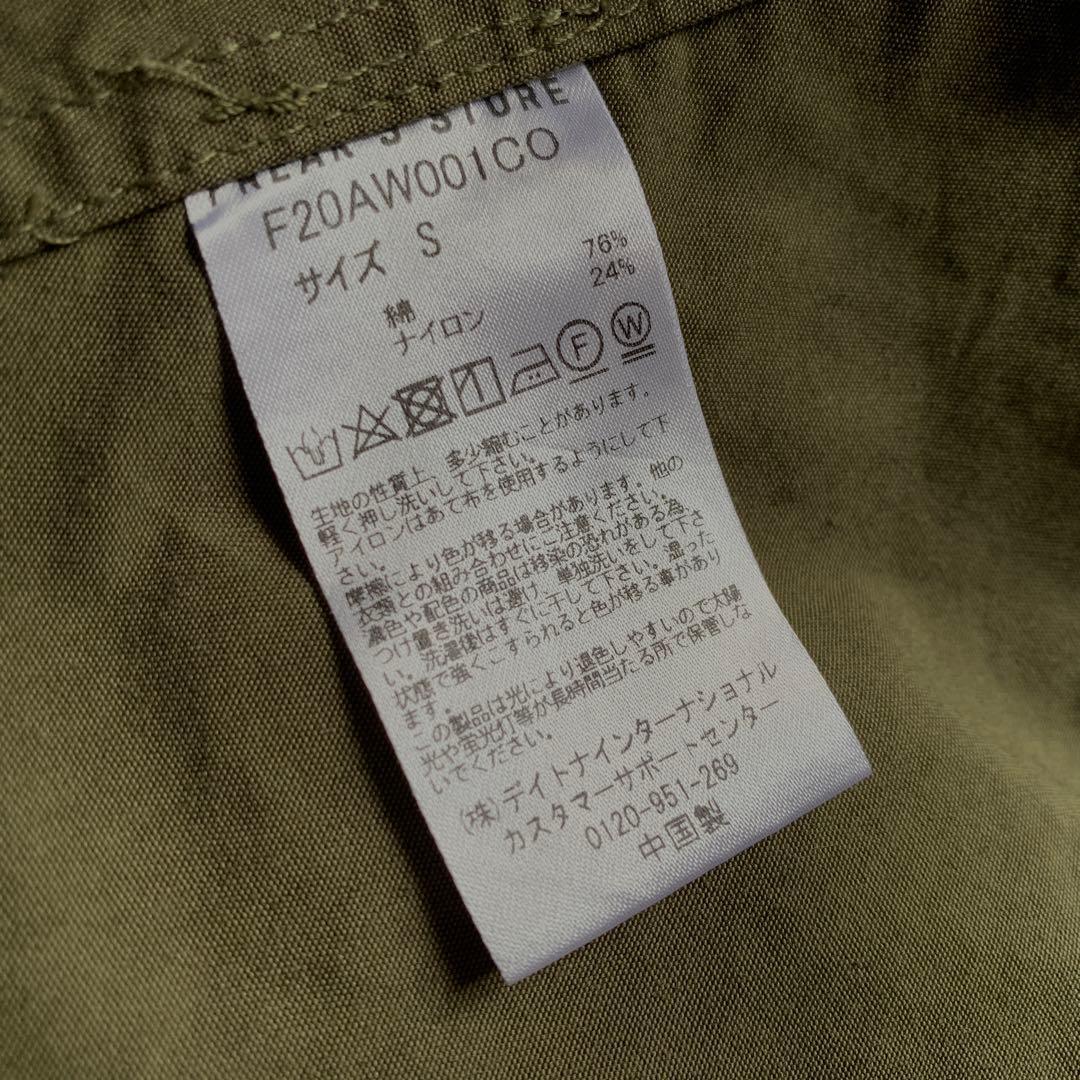 FREAK'S STORE
F20AW001CO
サイズ S
綿 76%
ナイロン 24%
F W
生地の性質上、多少縮むことがあります。
軽く押し洗いして下さい。
アイロンはあて布を使用するようにして下
さい。
摩擦により色が移る場合があります。他の
衣類との組み合わせにご注意ください。
濃色や配色の商品は移染の恐れがある為
つけ置き洗いは避け、単独洗いをして下さ
い。洗濯後はすぐに干して下さい。湿った
状態で強くこすられると色が移る事があり
ます。
この製品は光により退色しやすいので太陽
光や蛍光灯等が長時間当たる所で保管しな
いでください。
(株)デイトナインターナショナル
カスタマーサポートセンター
0120-951-269
中国製